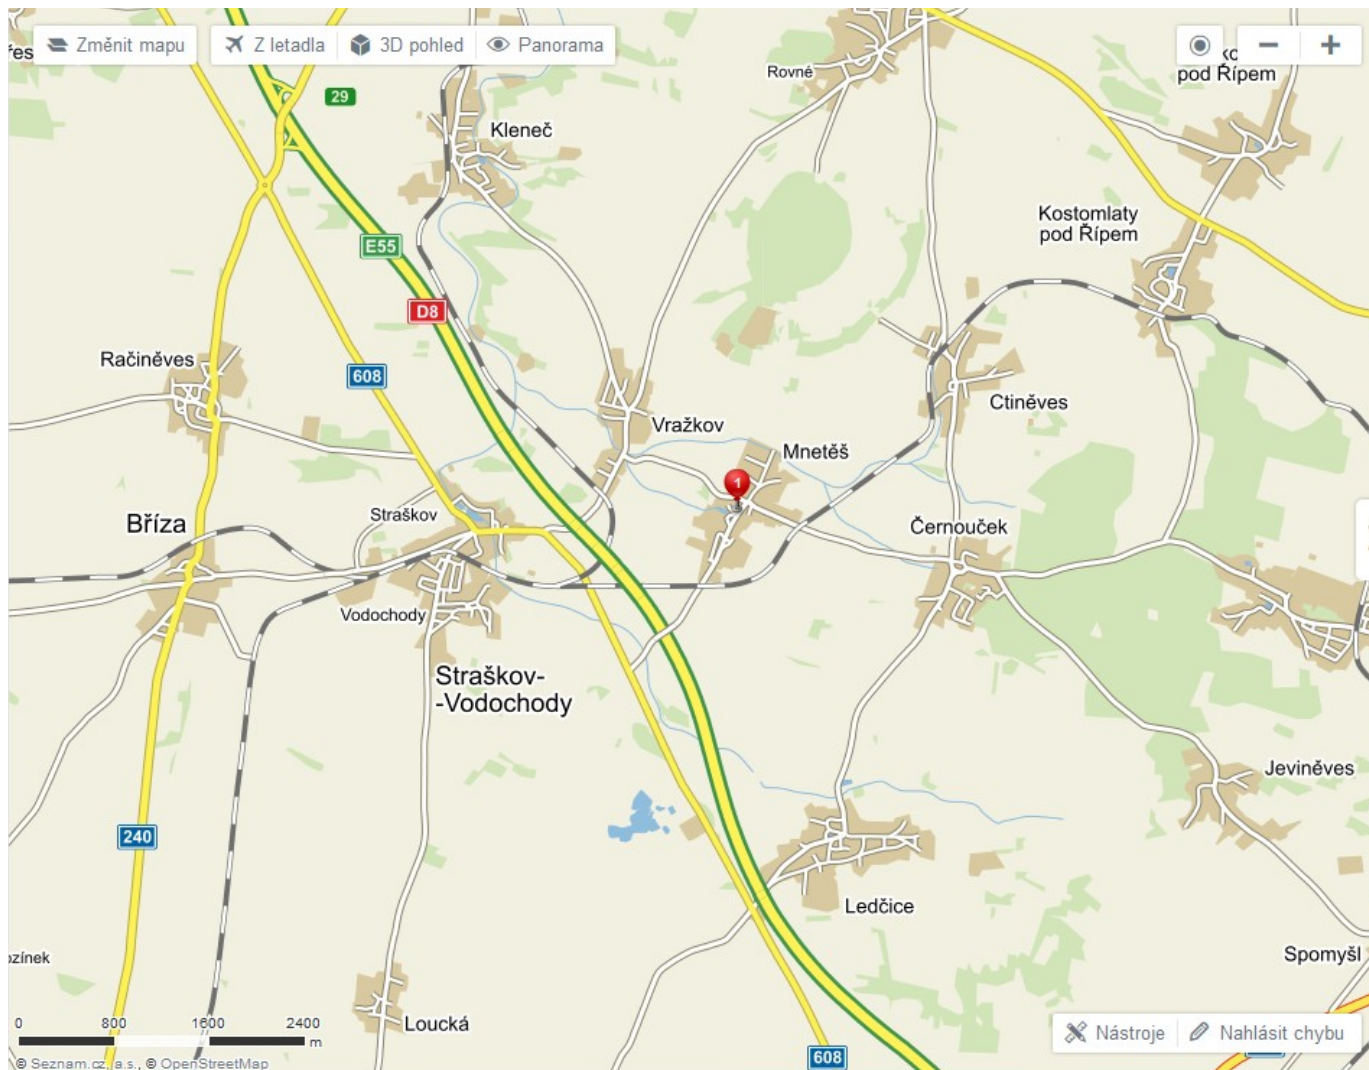 Změnit mapu
Z letadla
3D pohled
Panorama
Rovné
pod Řípem
29
Kleneč
Kostomlaty
pod Řípem
E55
D8
Račiněves
608
Ctiněves
Vražkov
Mnetěš
1
Bříza
Straškov
Černouček
Vodochody
Straškov-
-Vodochody
Jeviněves
240
Ledčice
Spomyšl
Loucká
0 800 1600 2400
m
Nástroje
Nahlásit chybu
608
© Seznam.cz, a.s., © OpenStreetMap